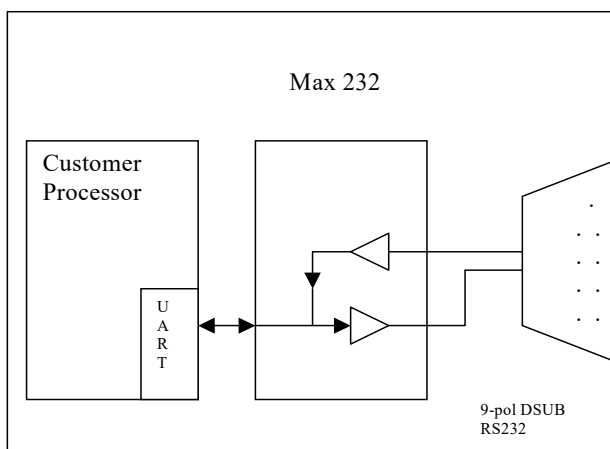 Max 232
Customer
Processor
U
A
R
T
9-pol DSUB
RS232